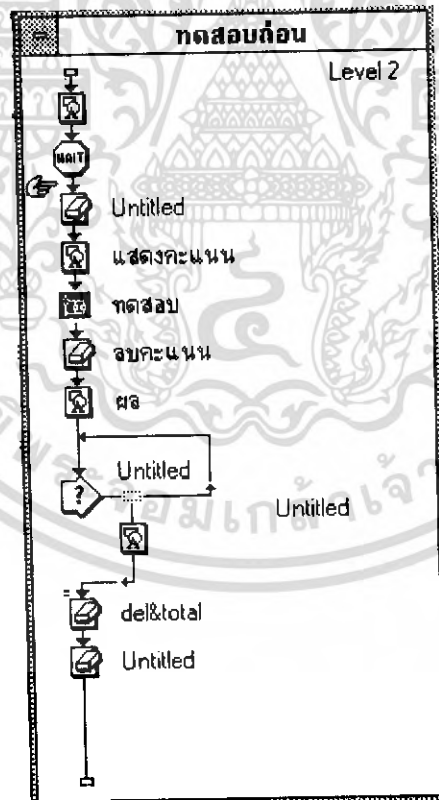 ทดสอบก่อน
Level 2
WAIT
Untitled
แสดงคะแนน
ทดสอบ
ลบคะแนน
ผล
Untitled
?
Untitled
del&total
Untitled